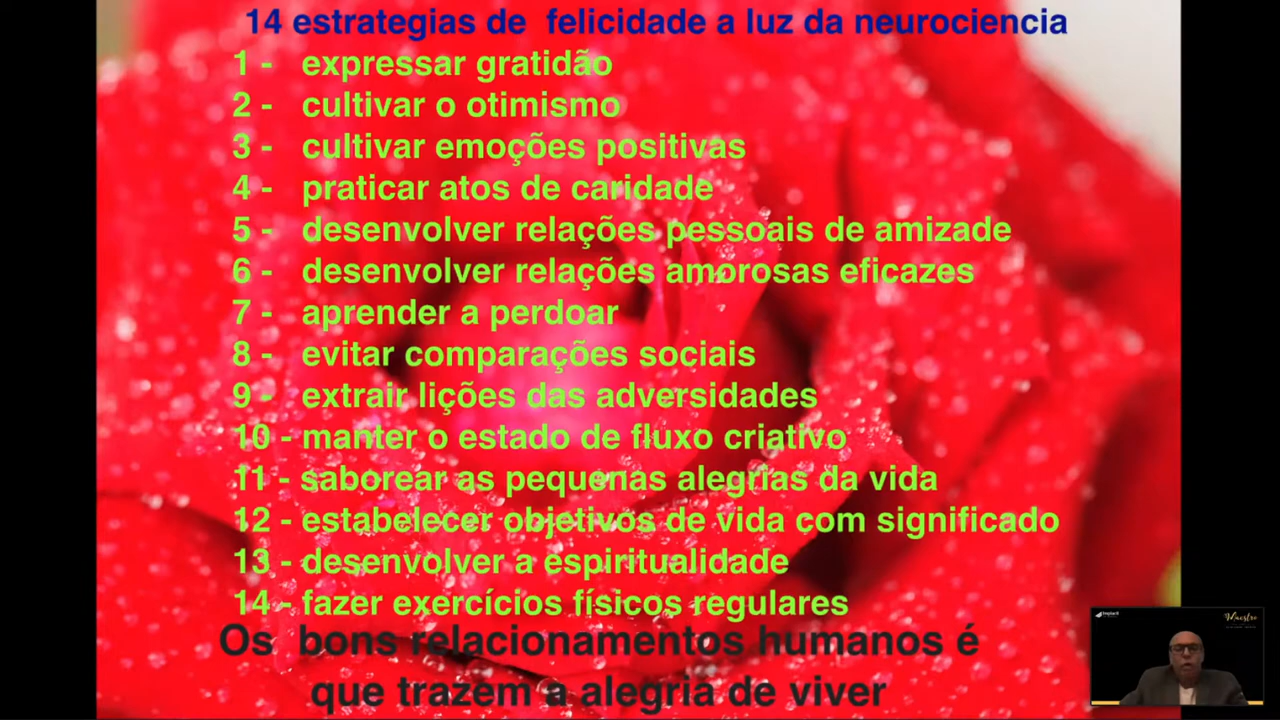 14 estrategias de  felicidade a luz da neurociencia
1 -   expressar gratidão
2 -   cultivar o otimismo
3 -   cultivar emoções positivas
4 -   praticar atos de caridade
5 -   desenvolver relações pessoais de amizade
6 -   desenvolver relações amorosas eficazes
7 -   aprender a perdoar
8 -   evitar comparações sociais
9 -   extrair lições das adversidades
10 - manter o estado de fluxo criativo
11 - saborear as pequenas alegrias da vida
12 - estabelecer objetivos de vida com significado
13 - desenvolver a espiritualidade
14 - fazer exercícios físicos regulares
Os  bons relacionamentos humanos é
que trazem a alegria de viver
Maestro